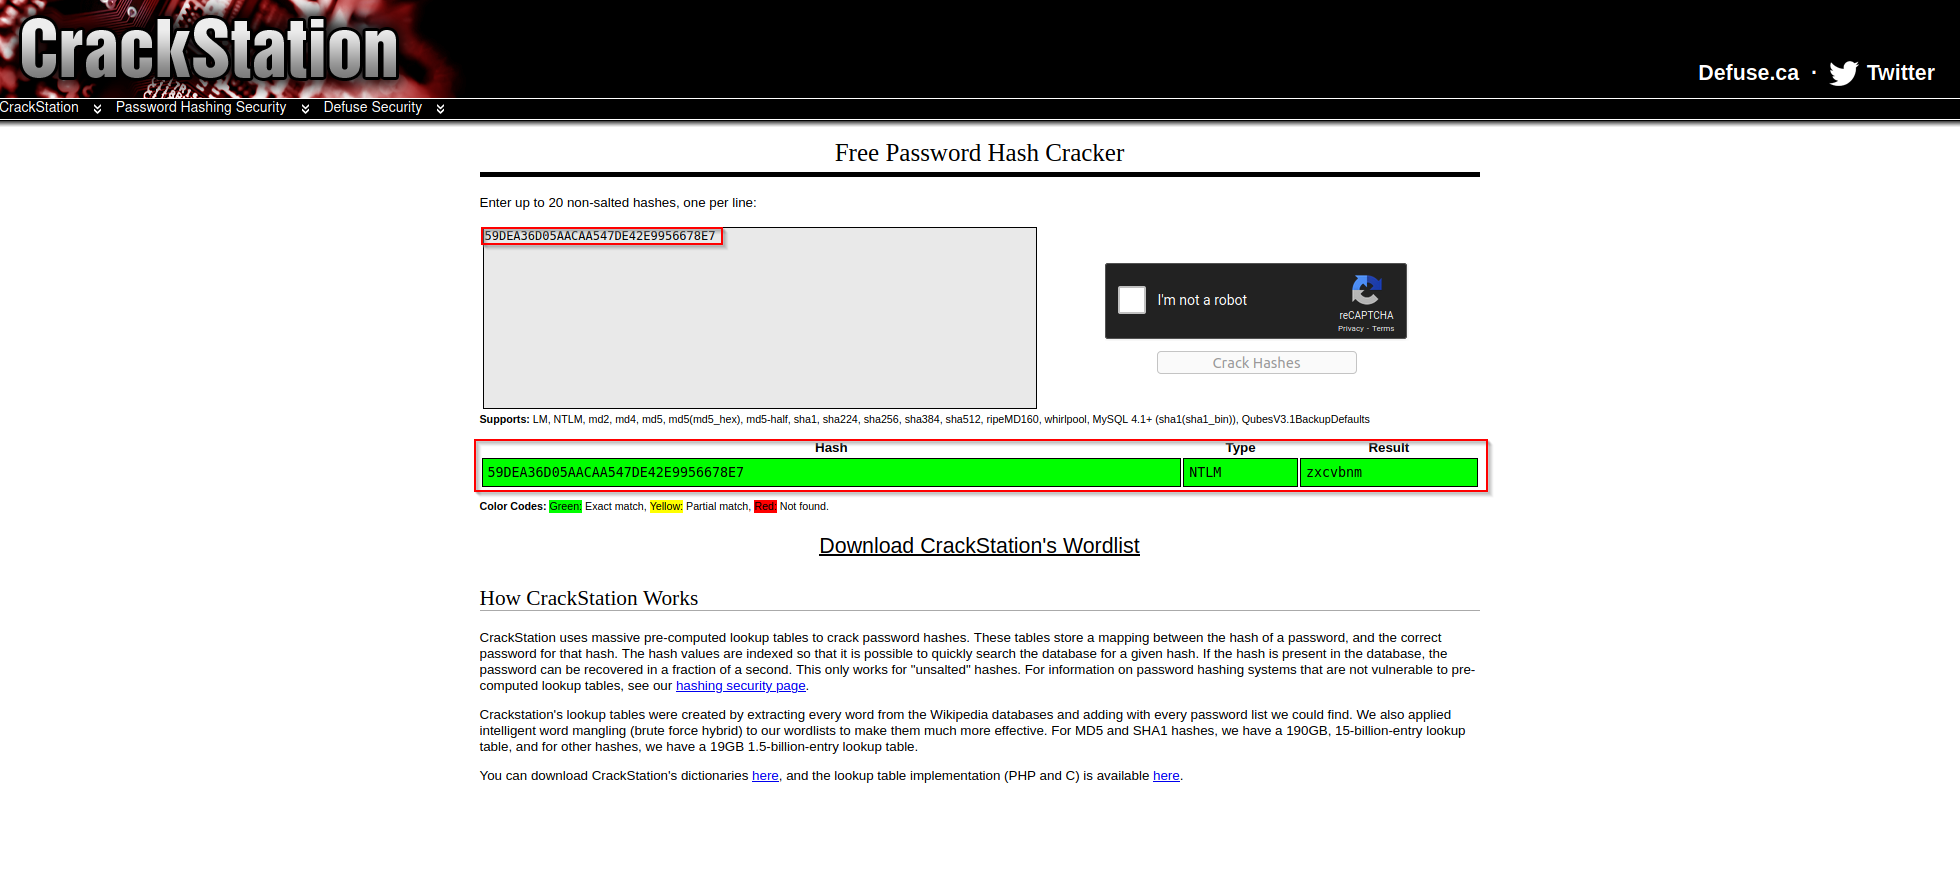 CrackStation
Defuse.ca · Twitter
CrackStation Password Hashing Security Defuse Security
Free Password Hash Cracker
Enter up to 20 non-salted hashes, one per line:
59DEA36D05AACAA547DE42E9956678E7
I'm not a robot
reCAPTCHA
Privacy - Terms
Crack Hashes
Supports: LM, NTLM, md2, md4, md5, md5(md5_hex), md5-half, sha1, sha224, sha256, sha384, sha512, ripeMD160, whirlpool, MySQL 4.1+ (sha1(sha1_bin)), QubesV3.1BackupDefaults
Hash Type Result
59DEA36D05AACAA547DE42E9956678E7 NTLM zxcvbnm
Color Codes: Green: Exact match, Yellow: Partial match, Red: Not found.
Download CrackStation's Wordlist
How CrackStation Works
CrackStation uses massive pre-computed lookup tables to crack password hashes. These tables store a mapping between the hash of a password, and the correct
password for that hash. The hash values are indexed so that it is possible to quickly search the database for a given hash. If the hash is present in the database, the
password can be recovered in a fraction of a second. This only works for "unsalted" hashes. For information on password hashing systems that are not vulnerable to pre-
computed lookup tables, see our hashing security page.
Crackstation's lookup tables were created by extracting every word from the Wikipedia databases and adding with every password list we could find. We also applied
intelligent word mangling (brute force hybrid) to our wordlists to make them much more effective. For MD5 and SHA1 hashes, we have a 190GB, 15-billion-entry lookup
table, and for other hashes, we have a 19GB 1.5-billion-entry lookup table.
You can download CrackStation's dictionaries here, and the lookup table implementation (PHP and C) is available here.